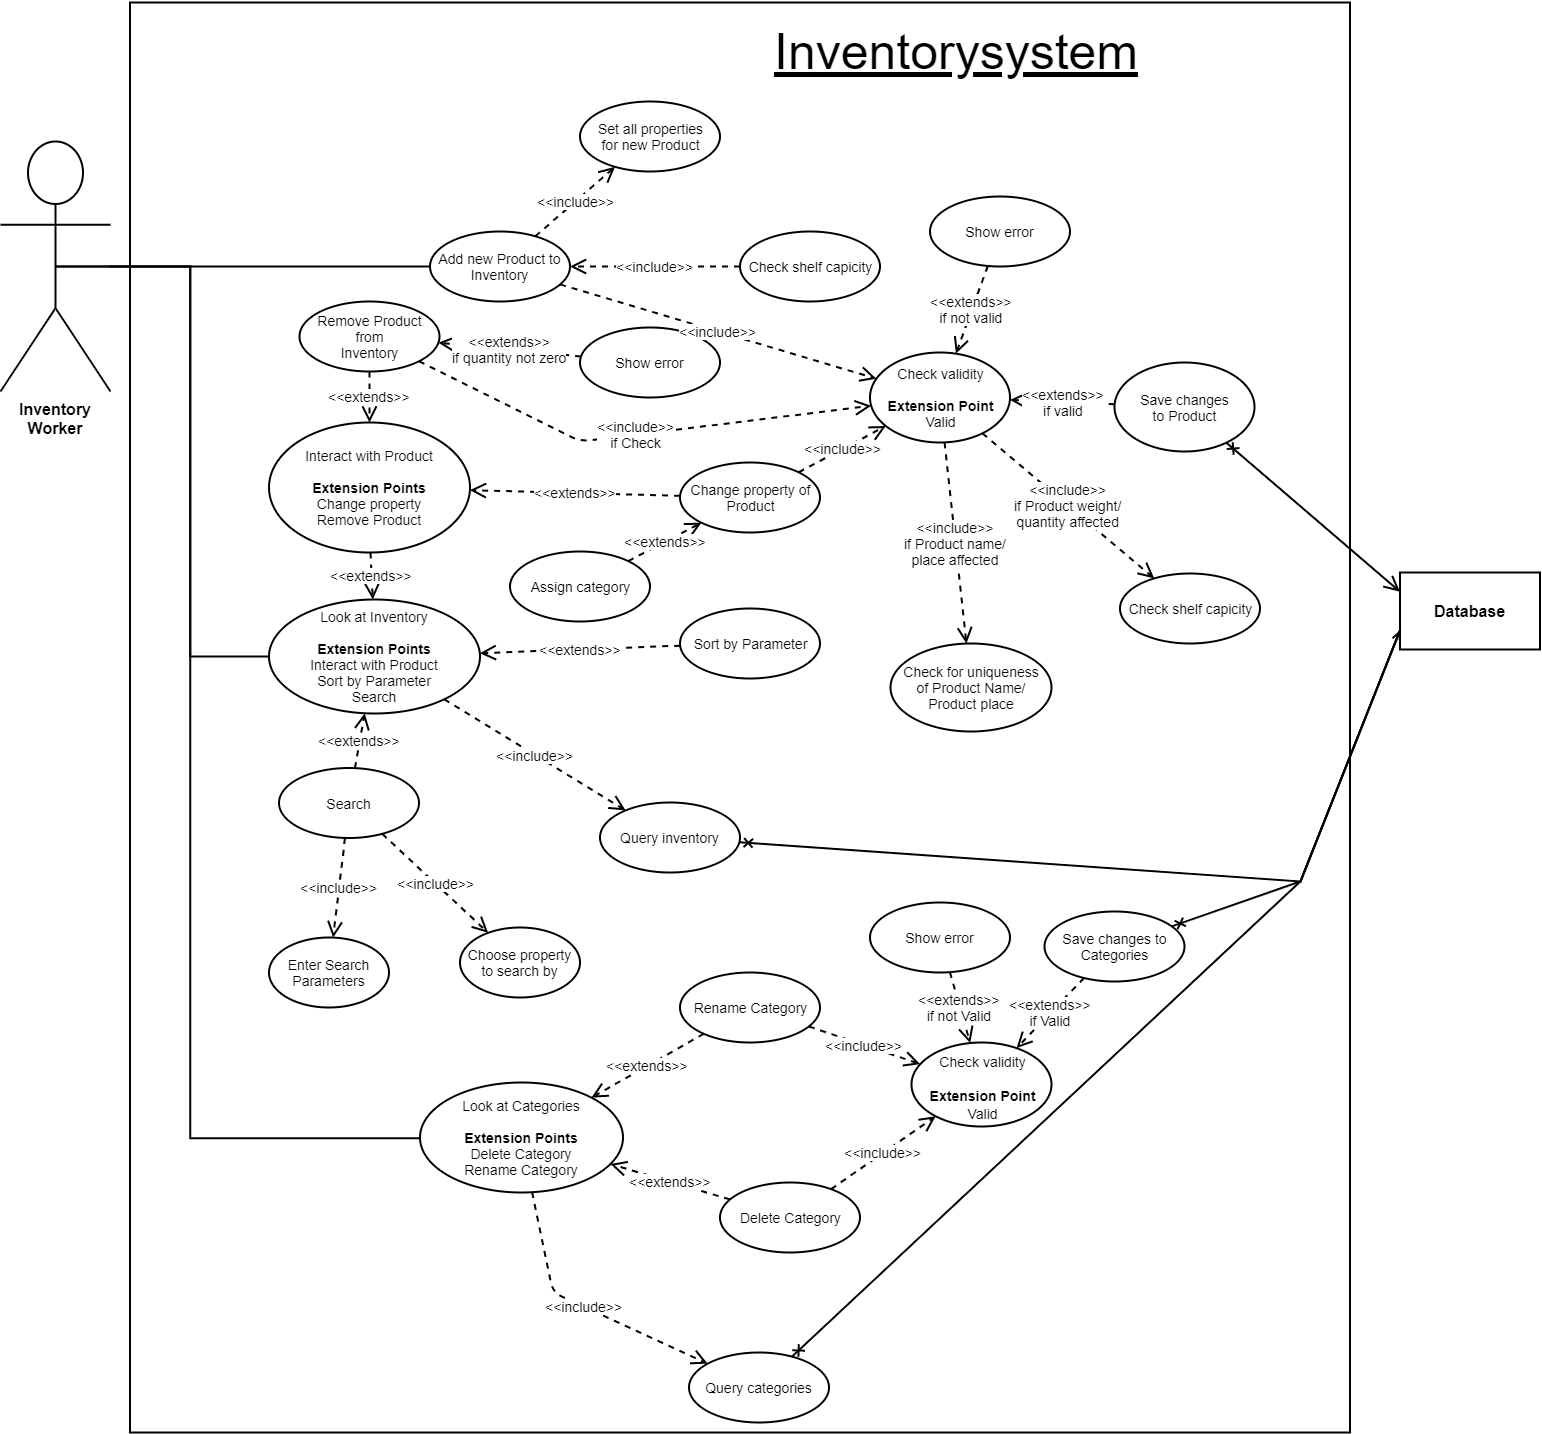 Inventorysystem
Set all properties
for new Product
<<include>>
Show error
Add new Product to
Inventory
<<include>>
Check shelf capicity
<<extends>>
if not valid
Remove Product
from
Inventory
<<extends>>
if quantity not zero
Show error
<<include>>
Check validity
Extension Point
Valid
<<extends>>
if valid
Save changes
to Product
Inventory
Worker
<<extends>>
<<include>>
if Check
<<include>>
Interact with Product
Extension Points
Change property
Remove Product
<<extends>>
Change property of
Product
<<include>>
if Product weight/
quantity affected
<<include>>
if Product name/
place affected
<<extends>>
<<extends>>
Assign category
Check shelf capicity
Database
Look at Inventory
Extension Points
Interact with Product
Sort by Parameter
Search
<<extends>>
Sort by Parameter
Check for uniqueness
of Product Name/
Product place
<<extends>>
<<include>>
Search
Query inventory
<<include>>
<<include>>
Enter Search
Parameters
Choose property
to search by
Show error
Save changes to
Categories
Rename Category
<<extends>>
if not Valid
<<extends>>
if Valid
<<include>>
<<extends>>
Check validity
Extension Point
Valid
Look at Categories
Extension Points
Delete Category
Rename Category
<<include>>
<<extends>>
Delete Category
<<include>>
Query categories